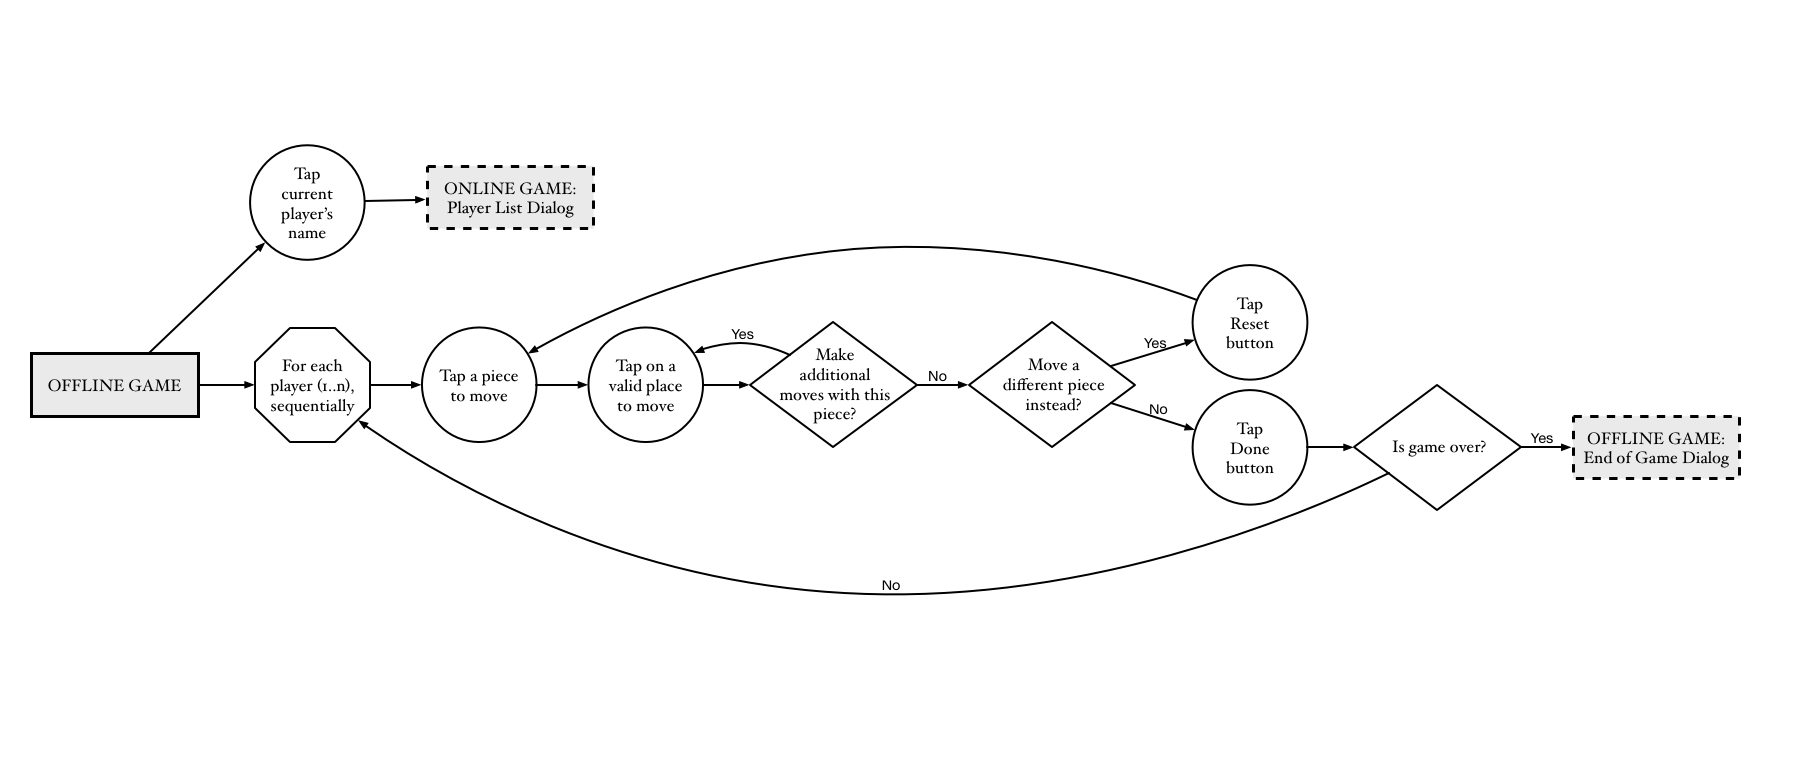 Tap
current
player's
name
ONLINE GAME:
Player List Dialog
OFFLINE GAME
For each
player (1..n),
sequentially
Tap a piece
to move
Tap on a
valid place
to move
Yes
Make
additional
moves with this
piece?
No
Move a
different piece
instead?
Yes
Tap
Reset
button
No
Tap
Done
button
Is game over?
Yes
OFFLINE GAME:
End of Game Dialog
No